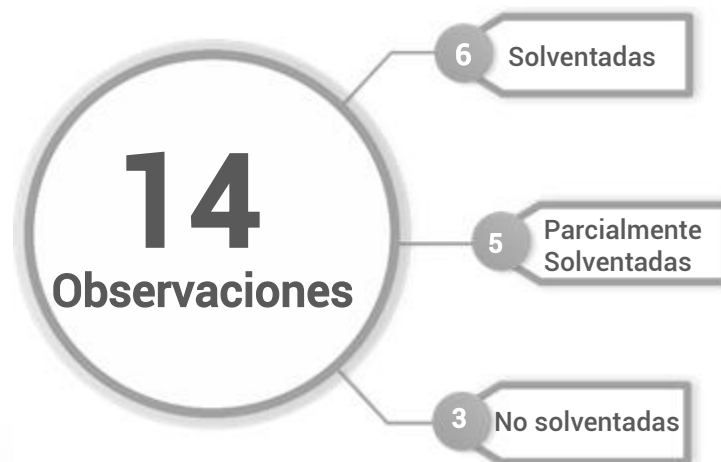 14
Observaciones
6
Solventadas
5
Parcialmente
Solventadas
3
No solventadas